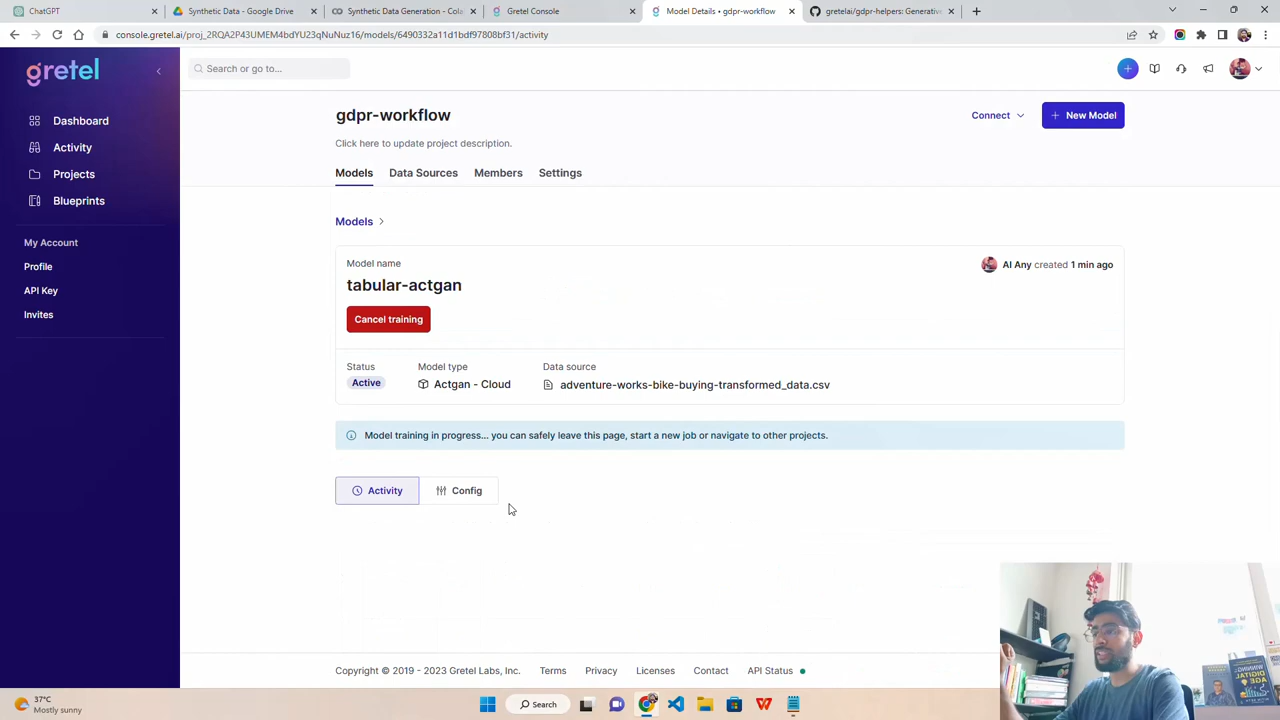 ChatGPT
Synthetic Data - Google Drive
Synthetic Data Generation - Cola
Gretel Console
Model Details • gdpr-workflow
gretelai/gdpr-helpers: Generative
console.gretel.ai/proj_2RQA2P43UMEM4bdYU23qNuNuz16/models/6490332a11d1bdf97808bf31/activity
gretel
Search or go to...
Dashboard
Activity
Projects
Blueprints
My Account
Profile
API Key
Invites
gdpr-workflow
Connect
New Model
Click here to update project description.
Models Data Sources Members Settings
Models
Model name
AI Any created 1 min ago
tabular-actgan
Cancel training
Status Model type Data source
Active Actgan - Cloud adventure-works-bike-buying-transformed_data.csv
Model training in progress... you can safely leave this page, start a new job or navigate to other projects.
Activity Config
Copyright © 2019 - 2023 Gretel Labs, Inc. Terms Privacy Licenses Contact API Status
WINNING
DIGITAL
AGE
37°C
Mostly sunny
Search